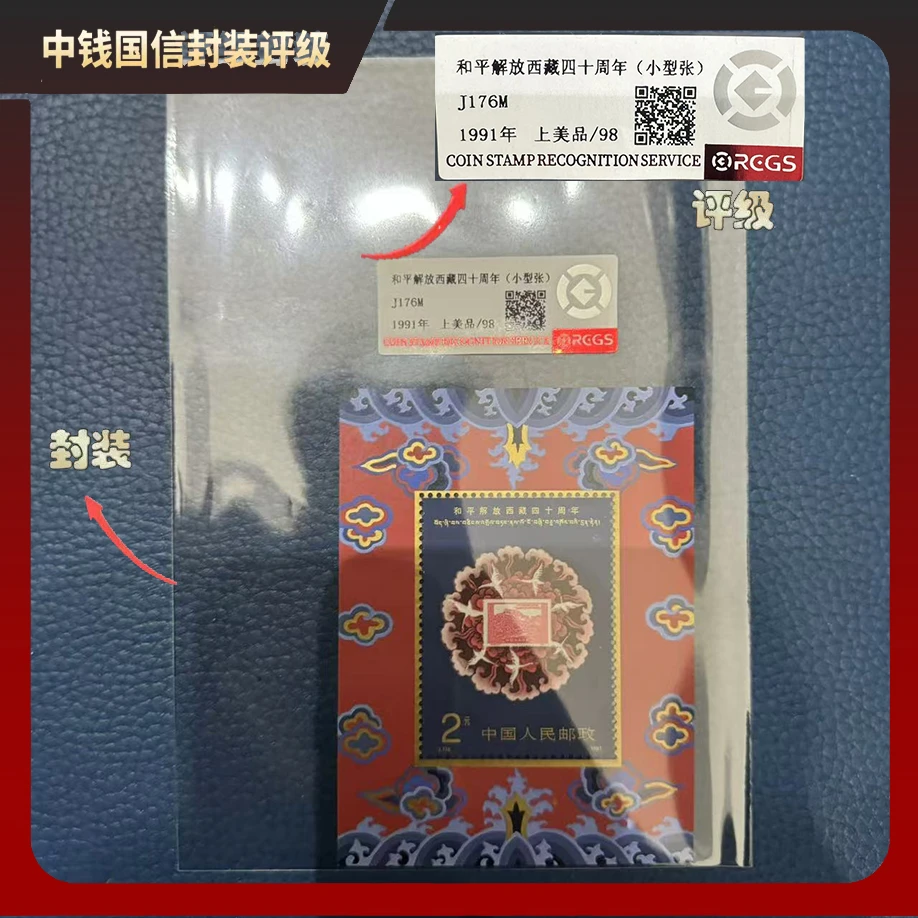 中钱国信封装评级
和平解放西藏四十周年（小型张）
J176M
1991年 上美品/98
COIN STAMP RECOGNITION SERVICE
RCGS
评级
和平解放西藏四十周年（小型张）
J176M
1991年 上美品/98
COIN STAMP RECOGNITION SERVICE
RCGS
封装
和平解放西藏四十周年
2元
中国人民邮政